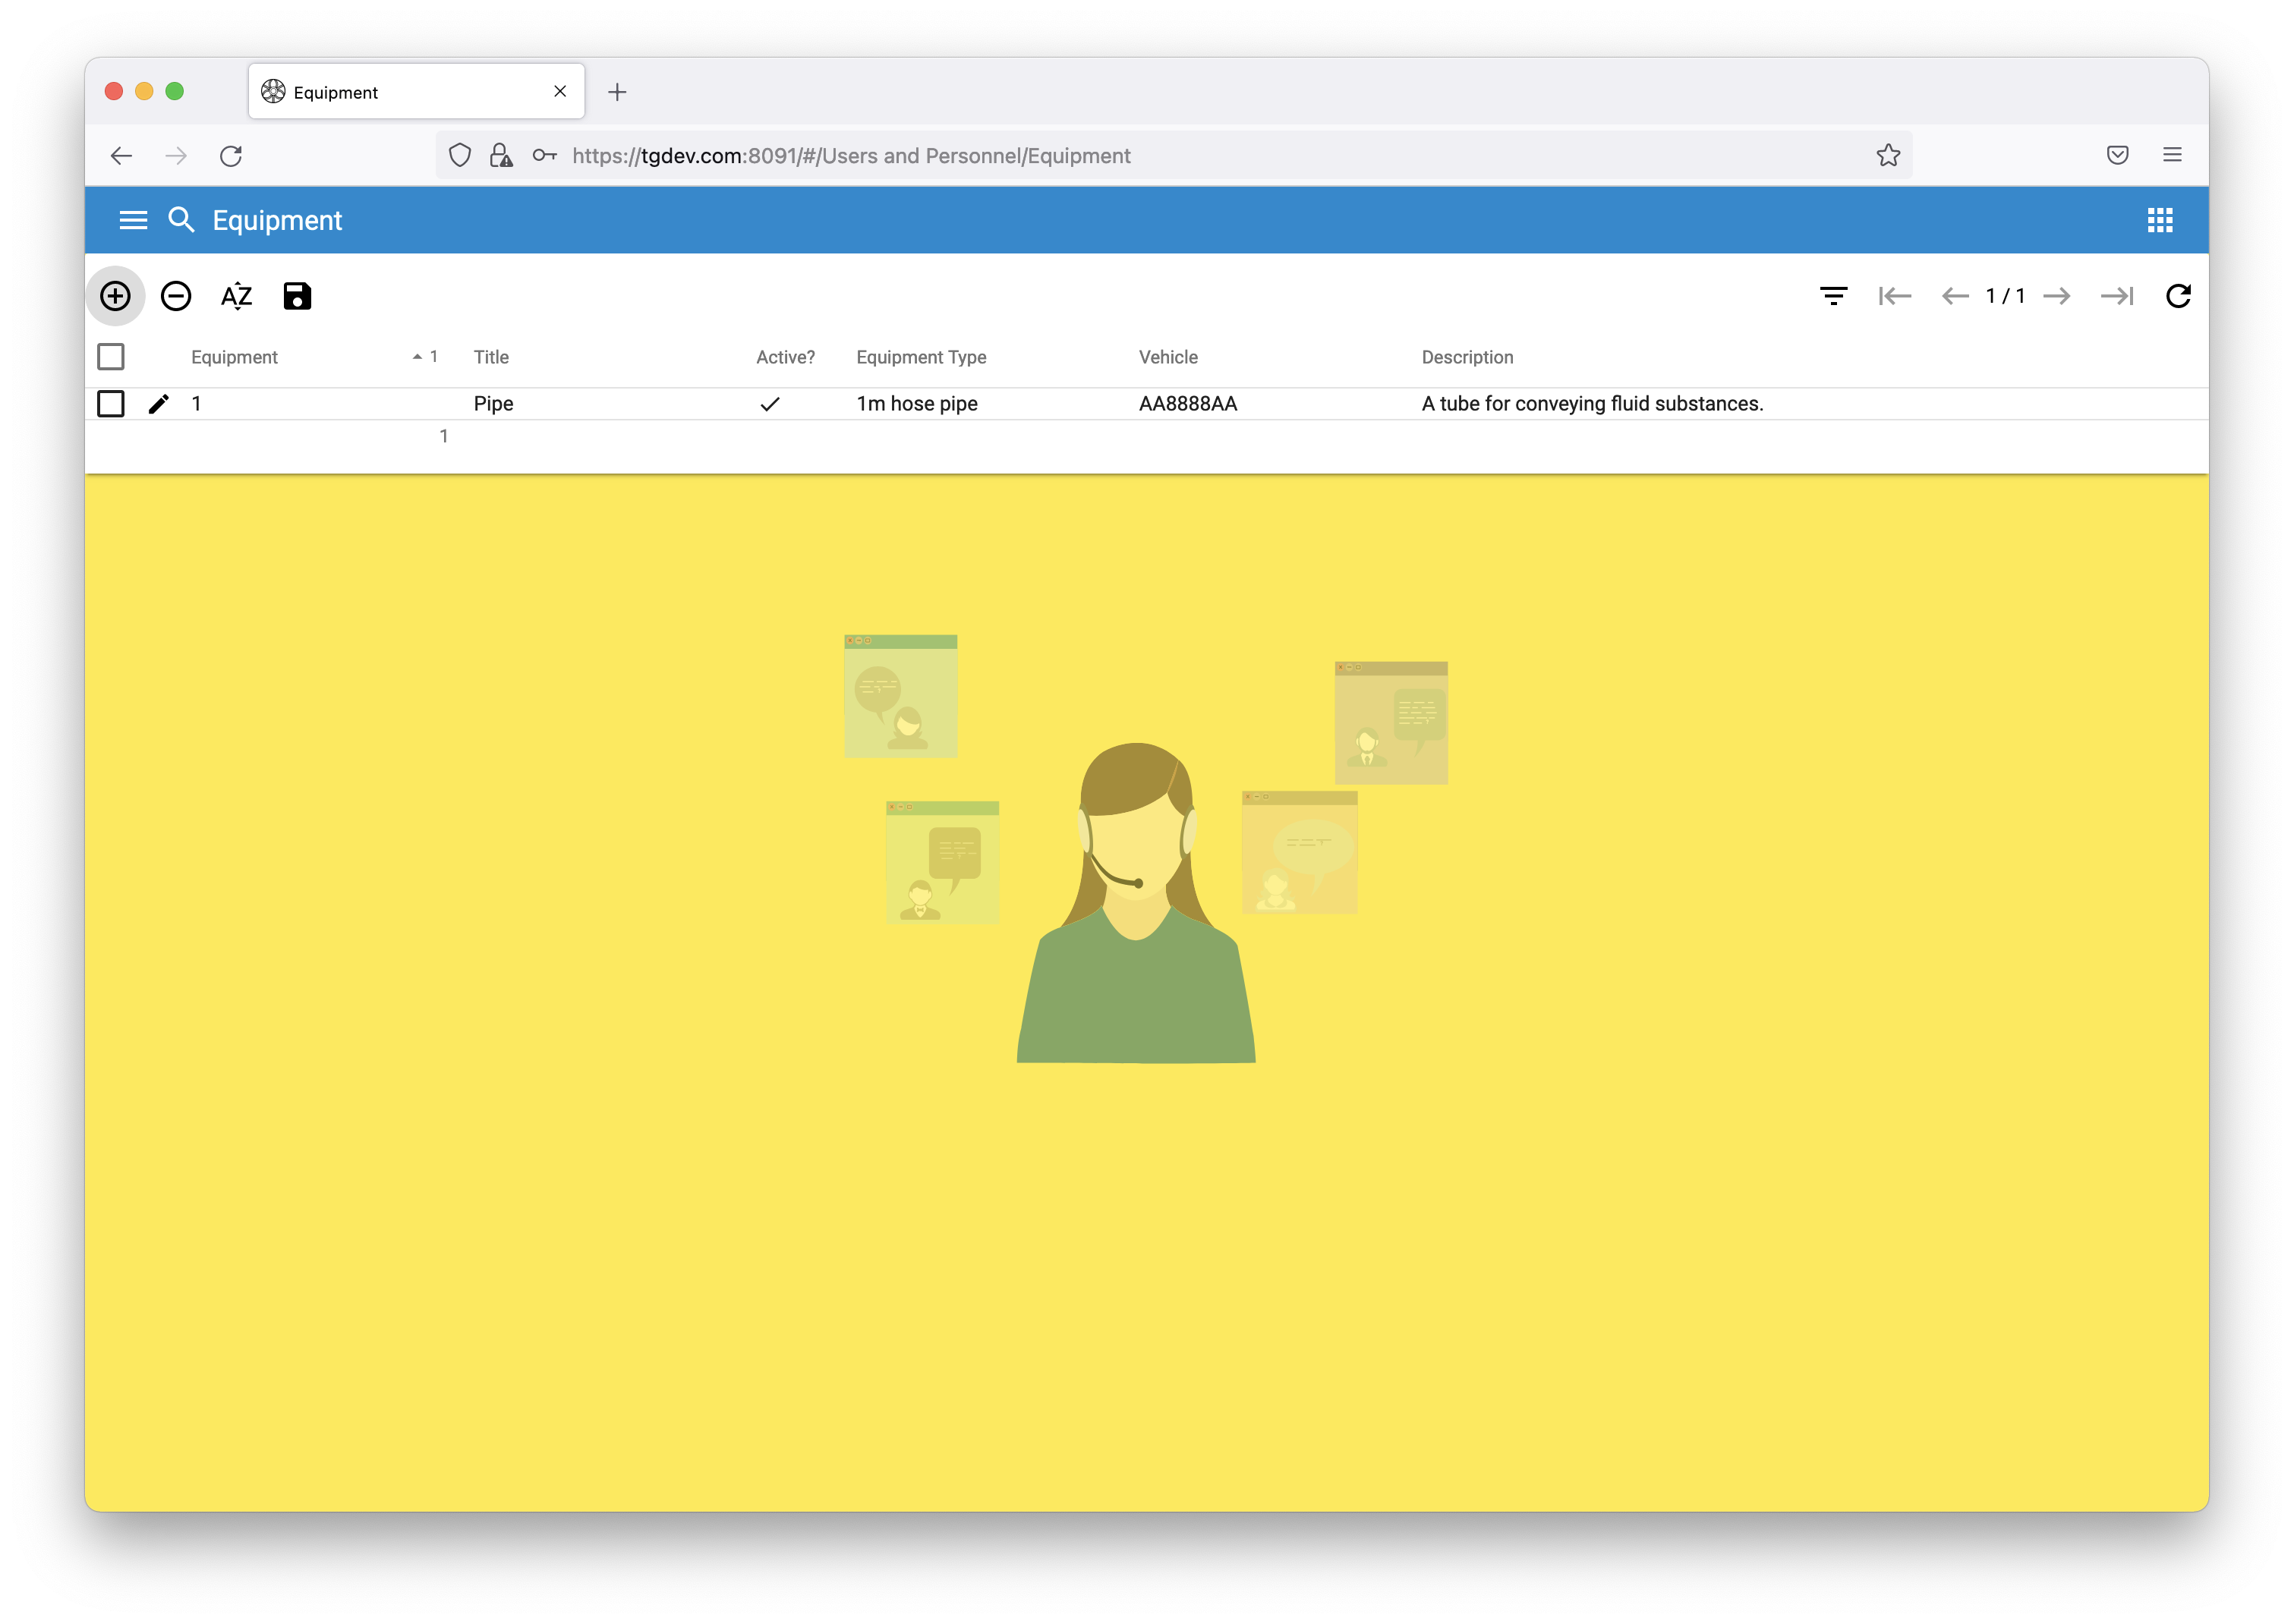 Equipment
https://tgdev.com:8091/#/Users and Personnel/Equipment
Equipment
AZ
1 / 1
Equipment 1 Title Active? Equipment Type Vehicle Description
1 Pipe 1m hose pipe AA8888AA A tube for conveying fluid substances.
1